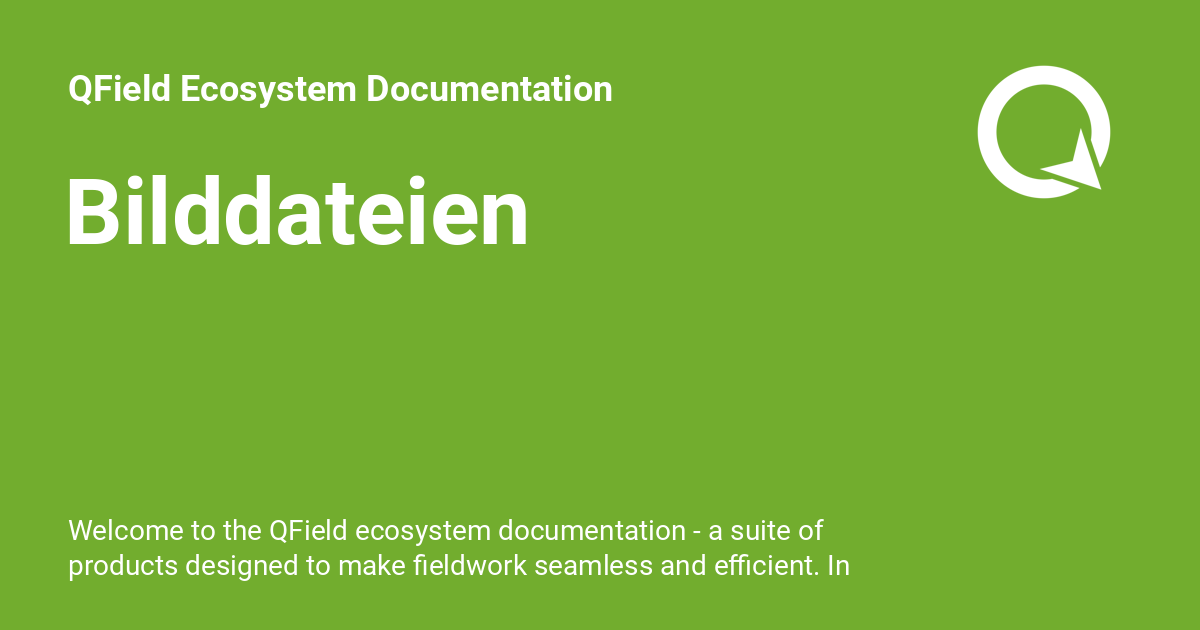 QField Ecosystem Documentation
Bilddateien
Welcome to the QField ecosystem documentation - a suite of
products designed to make fieldwork seamless and efficient. In